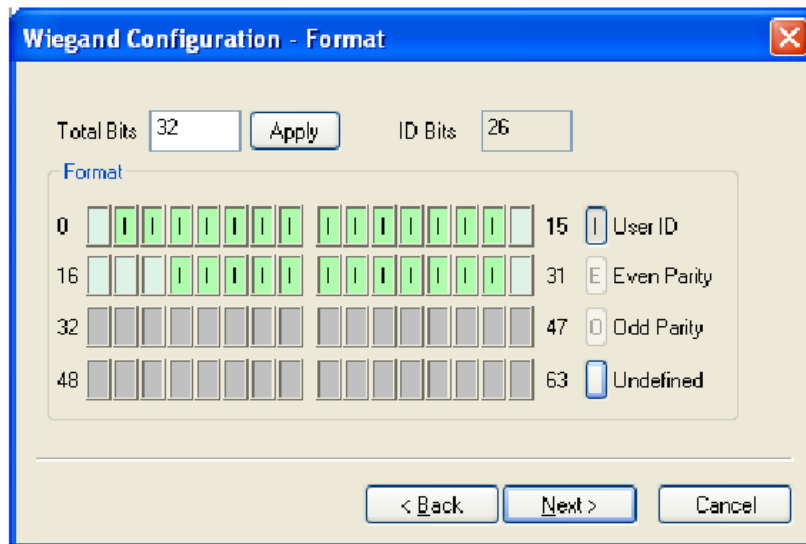 Wiegand Configuration - Format
Total Bits 32 Apply ID Bits 26
Format
0 I I I I I I I I I I I I I I 15 I User ID
16 I I I I I I I I I I I I 31 E Even Parity
32 47 O Odd Parity
48 63 Undefined
< Back Next > Cancel